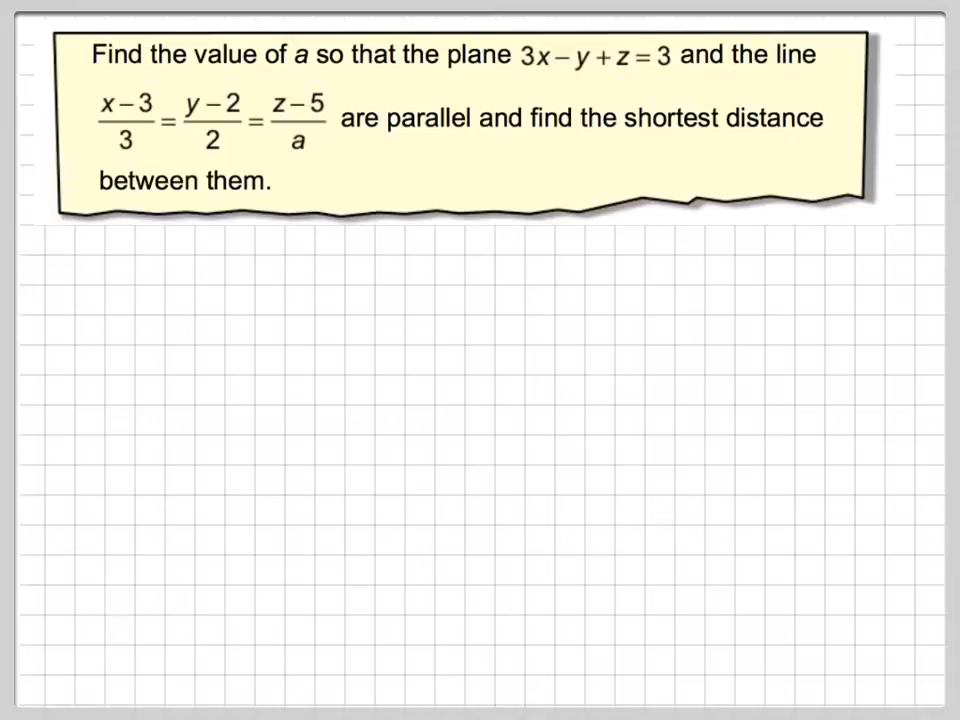 Find the value of a so that the plane 3x − y + z = 3 and the line
(x − 3)/3 = (y − 2)/2 = (z − 5)/a are parallel and find the shortest distance
between them.